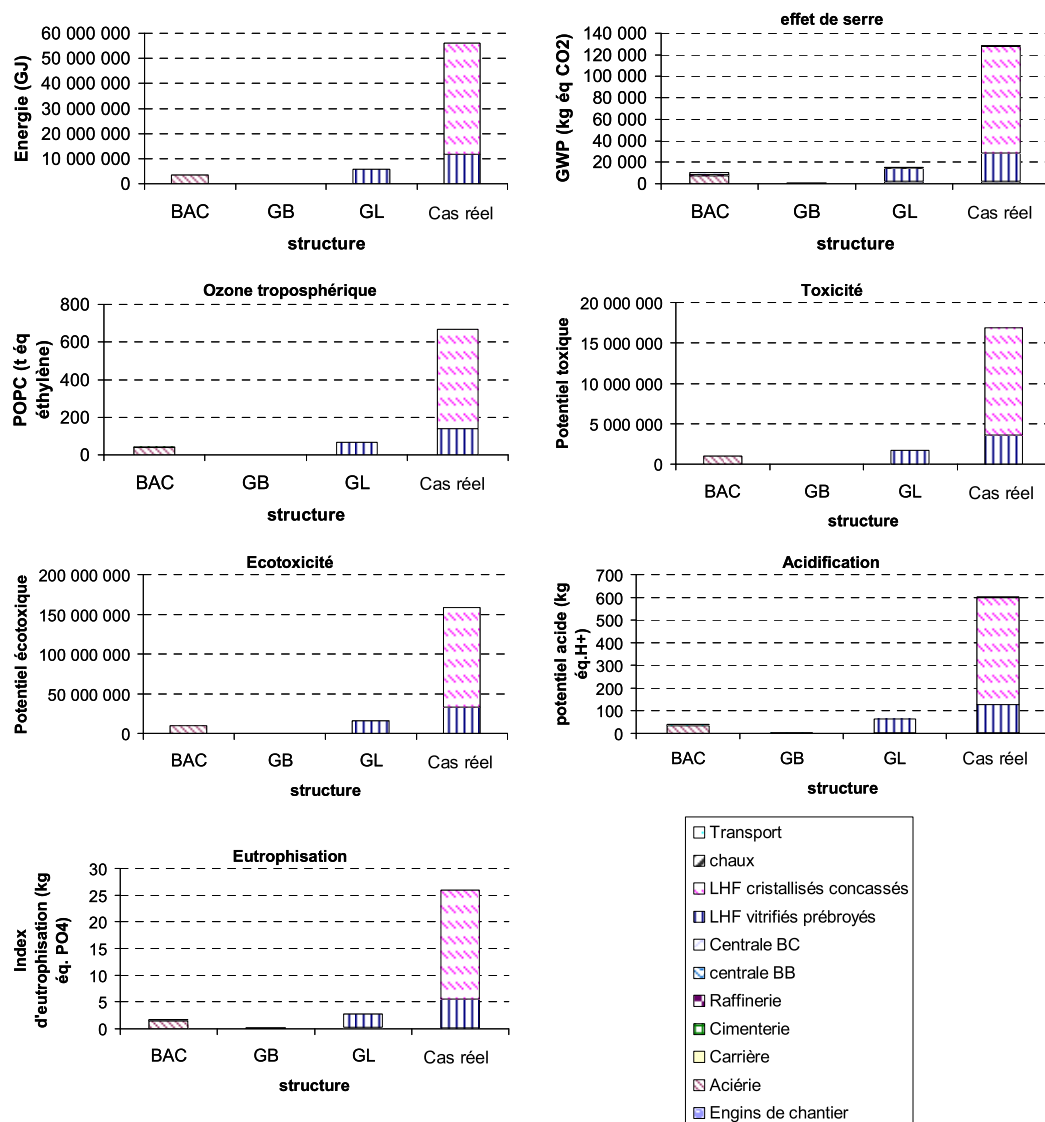 60 000 000
50 000 000
40 000 000
30 000 000
20 000 000
10 000 000
0
Energie (GJ)
BAC GB GL Cas réel
structure
effet de serre
140 000
120 000
100 000
80 000
60 000
40 000
20 000
0
GWP (kg éq CO2)
BAC GB GL Cas réel
structure
Ozone troposphérique
800
600
400
200
0
POPC (t éq
éthylène)
BAC GB GL Cas réel
structure
Toxicité
20 000 000
15 000 000
10 000 000
5 000 000
0
Potentiel toxique
BAC GB GL Cas réel
structure
Ecotoxicité
200 000 000
150 000 000
100 000 000
50 000 000
0
Potentiel écotoxique
BAC GB GL Cas réel
structure
Acidification
700
600
500
400
300
200
100
0
potentiel acide (kg
éq.H+)
BAC GB GL Cas réel
structure
Eutrophisation
30
25
20
15
10
5
0
Index
d'eutrophisation (kg
éq. PO4)
BAC GB GL Cas réel
structure
Transport
chaux
LHF cristallisés concassés
LHF vitrifiés prébroyés
Centrale BC
centrale BB
Raffinerie
Cimenterie
Carrière
Aciérie
Engins de chantier